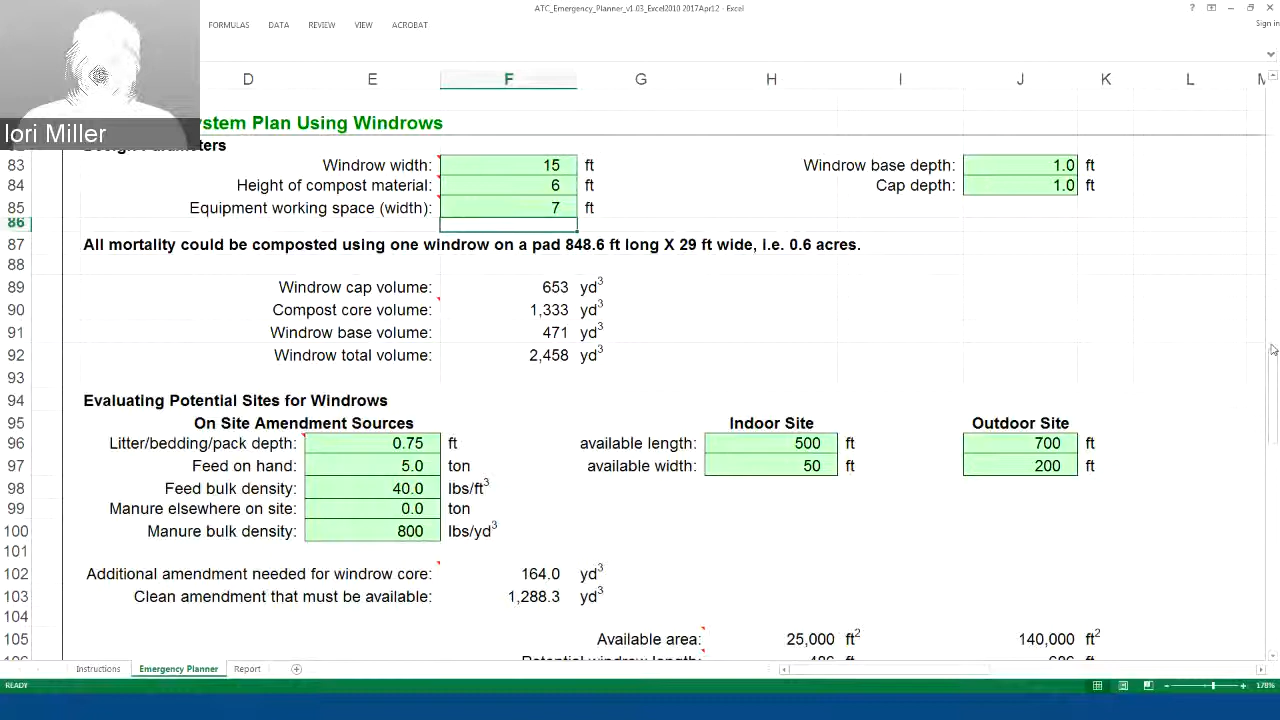 ATC_Emergency_Planner_v1.03_Excel2010 2017Apr12 - Excel
Sign in
FORMULAS DATA REVIEW VIEW ACROBAT
lori Miller
D E F G H I J K L M
ystem Plan Using Windrows
83 Windrow width: 15 ft Windrow base depth: 1.0 ft
84 Height of compost material: 6 ft Cap depth: 1.0 ft
85 Equipment working space (width): 7 ft
86
87 All mortality could be composted using one windrow on a pad 848.6 ft long X 29 ft wide, i.e. 0.6 acres.
88
89 Windrow cap volume: 653 yd3
90 Compost core volume: 1,333 yd3
91 Windrow base volume: 471 yd3
92 Windrow total volume: 2,458 yd3
93
94 Evaluating Potential Sites for Windrows
95 On Site Amendment Sources Indoor Site Outdoor Site
96 Litter/bedding/pack depth: 0.75 ft available length: 500 ft 700 ft
97 Feed on hand: 5.0 ton available width: 50 ft 200 ft
98 Feed bulk density: 40.0 lbs/ft3
99 Manure elsewhere on site: 0.0 ton
100 Manure bulk density: 800 lbs/yd3
101
102 Additional amendment needed for windrow core: 164.0 yd3
103 Clean amendment that must be available: 1,288.3 yd3
104
105 Available area: 25,000 ft2 140,000 ft2
Instructions Emergency Planner Report
READY 178%